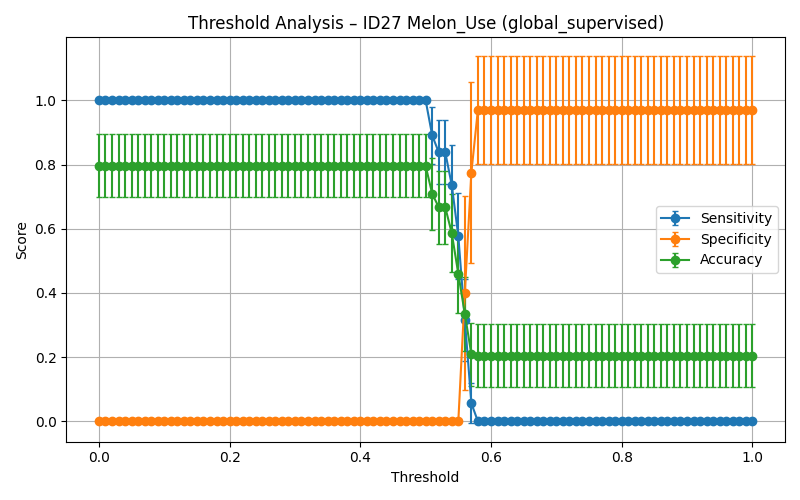 Threshold Analysis – ID27 Melon_Use (global_supervised)
Score
1.0
0.8
0.6
0.4
0.2
0.0
Sensitivity
Specificity
Accuracy
0.0 0.2 0.4 0.6 0.8 1.0
Threshold